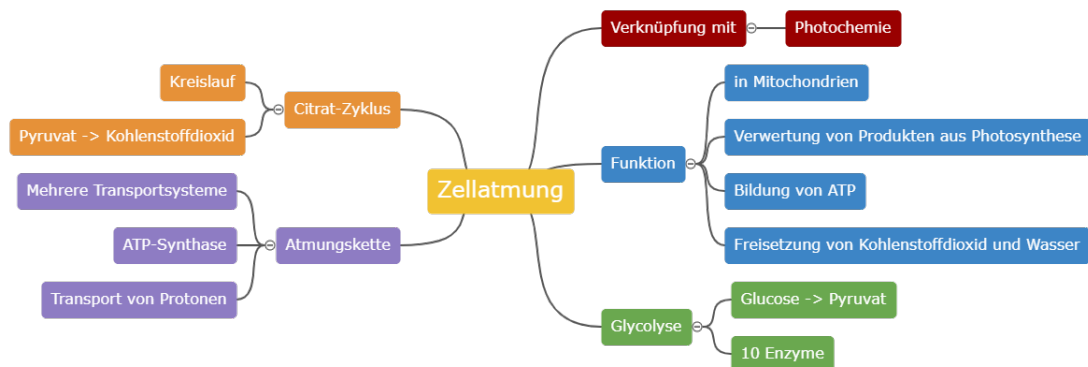 Zellatmung
Verknüpfung mit
Photochemie
Funktion
in Mitochondrien
Verwertung von Produkten aus Photosynthese
Bildung von ATP
Freisetzung von Kohlenstoffdioxid und Wasser
Glycolyse
Glucose -> Pyruvat
10 Enzyme
Citrat-Zyklus
Kreislauf
Pyruvat -> Kohlenstoffdioxid
Atmungskette
Mehrere Transportsysteme
ATP-Synthase
Transport von Protonen